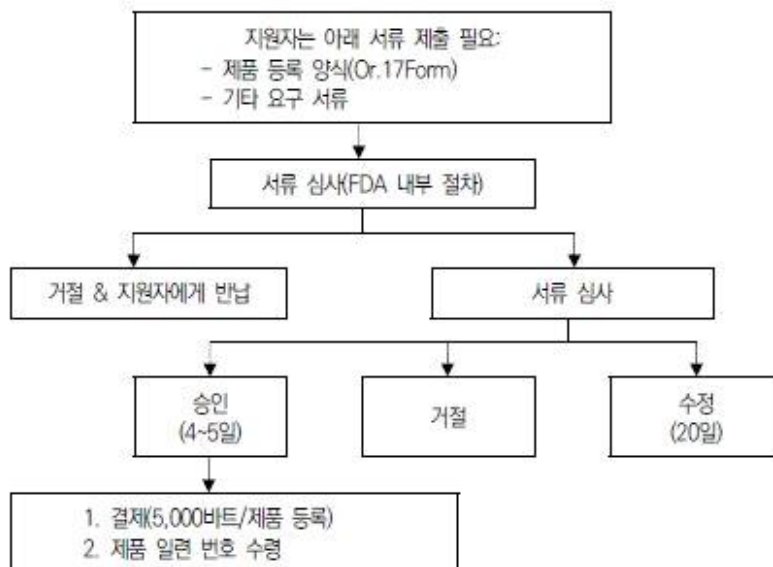 지원자는 아래 서류 제출 필요:
- 제품 등록 양식(Or.17Form)
- 기타 요구 서류
서류 심사(FDA 내부 절차)
거절 & 지원자에게 반납
서류 심사
승인
(4~5일)
거절
수정
(20일)
1. 결제(5,000바트/제품 등록)
2. 제품 일련 번호 수령